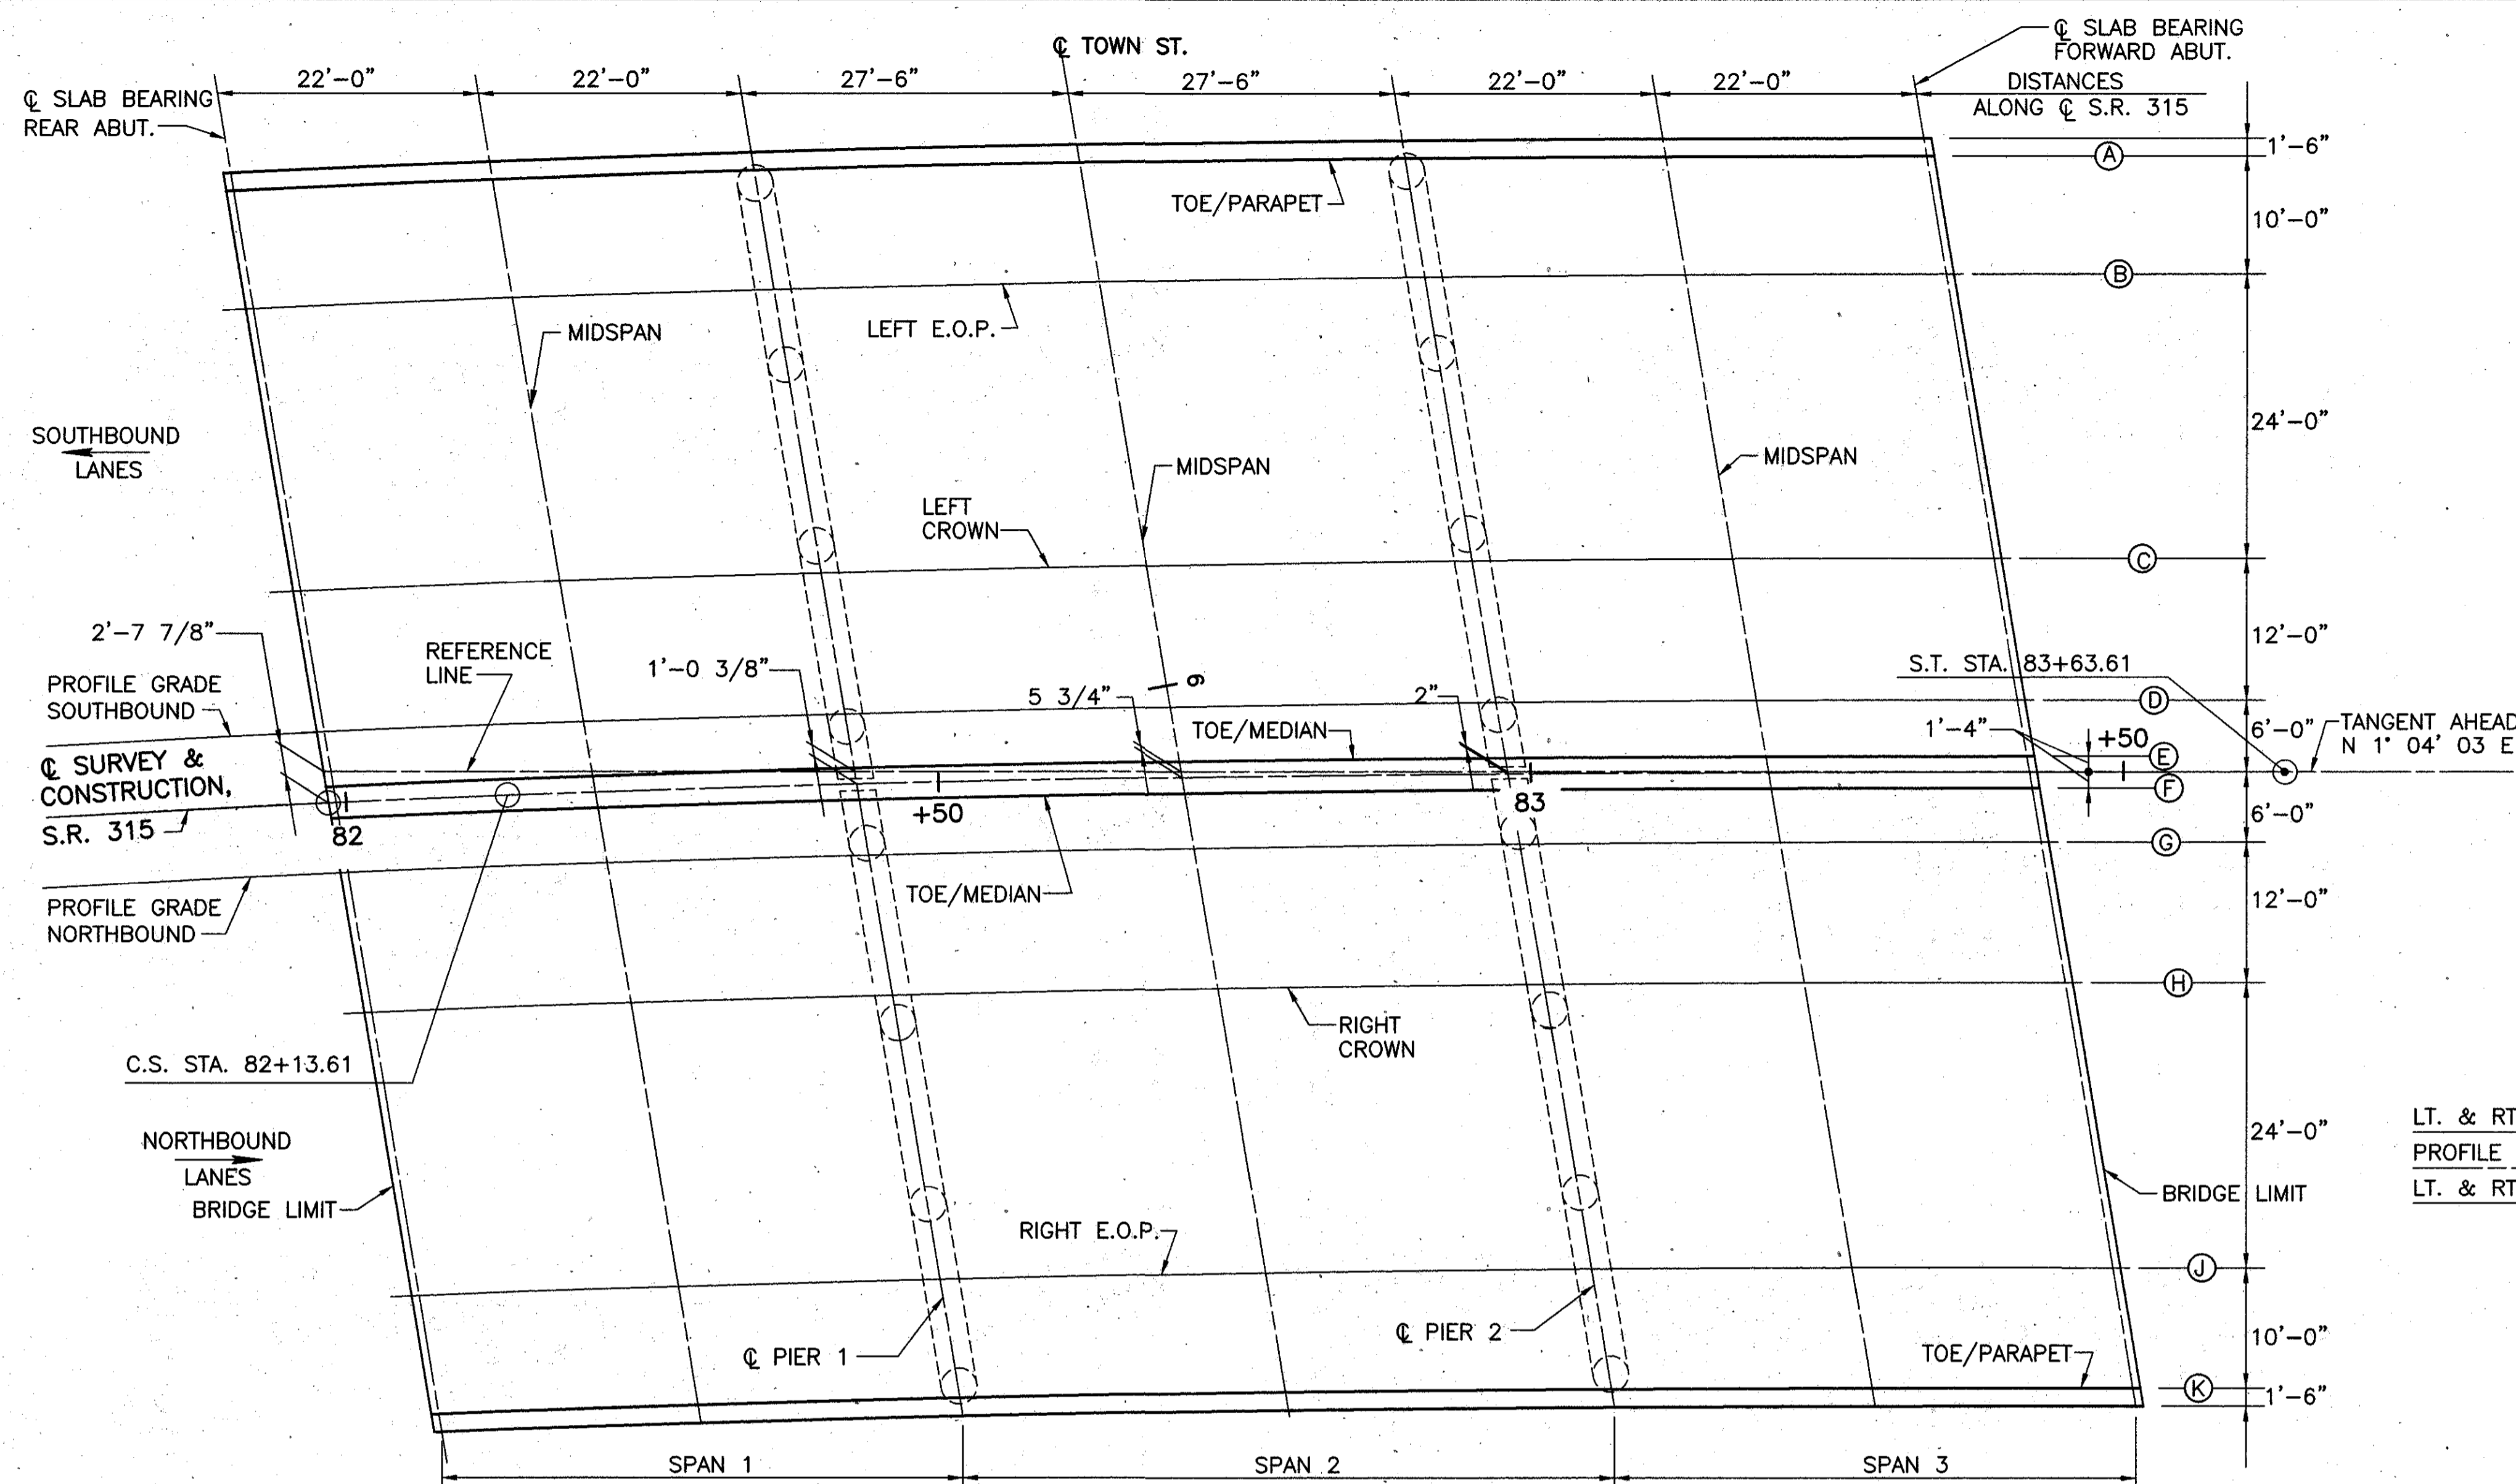 ℄ TOWN ST.
℄ SLAB BEARING
FORWARD ABUT.
22'-0"
22'-0"
27'-6"
27'-6"
22'-0"
22'-0"
DISTANCES
ALONG ℄ S.R. 315
℄ SLAB BEARING
REAR ABUT.
1'-6"
A
TOE/PARAPET
10'-0"
B
LEFT E.O.P.
MIDSPAN
24'-0"
SOUTHBOUND
LANES
MIDSPAN
MIDSPAN
LEFT
CROWN
C
2'-7 7/8"
REFERENCE
LINE
12'-0"
1'-0 3/8"
S.T. STA. 83+63.61
PROFILE GRADE
SOUTHBOUND
5 3/4"
9
2"
D
TOE/MEDIAN
1'-4"
+50
6'-0"
TANGENT AHEAD
N 1° 04' 03 E
℄ SURVEY &
CONSTRUCTION,
S.R. 315
E
F
82
+50
83
6'-0"
G
TOE/MEDIAN
PROFILE GRADE
NORTHBOUND
12'-0"
H
RIGHT
CROWN
C.S. STA. 82+13.61
NORTHBOUND
LANES
24'-0"
LT. & RT
PROFILE
LT. & RT
BRIDGE LIMIT
BRIDGE LIMIT
RIGHT E.O.P.
J
℄ PIER 1
℄ PIER 2
10'-0"
TOE/PARAPET
K
1'-6"
SPAN 1
SPAN 2
SPAN 3